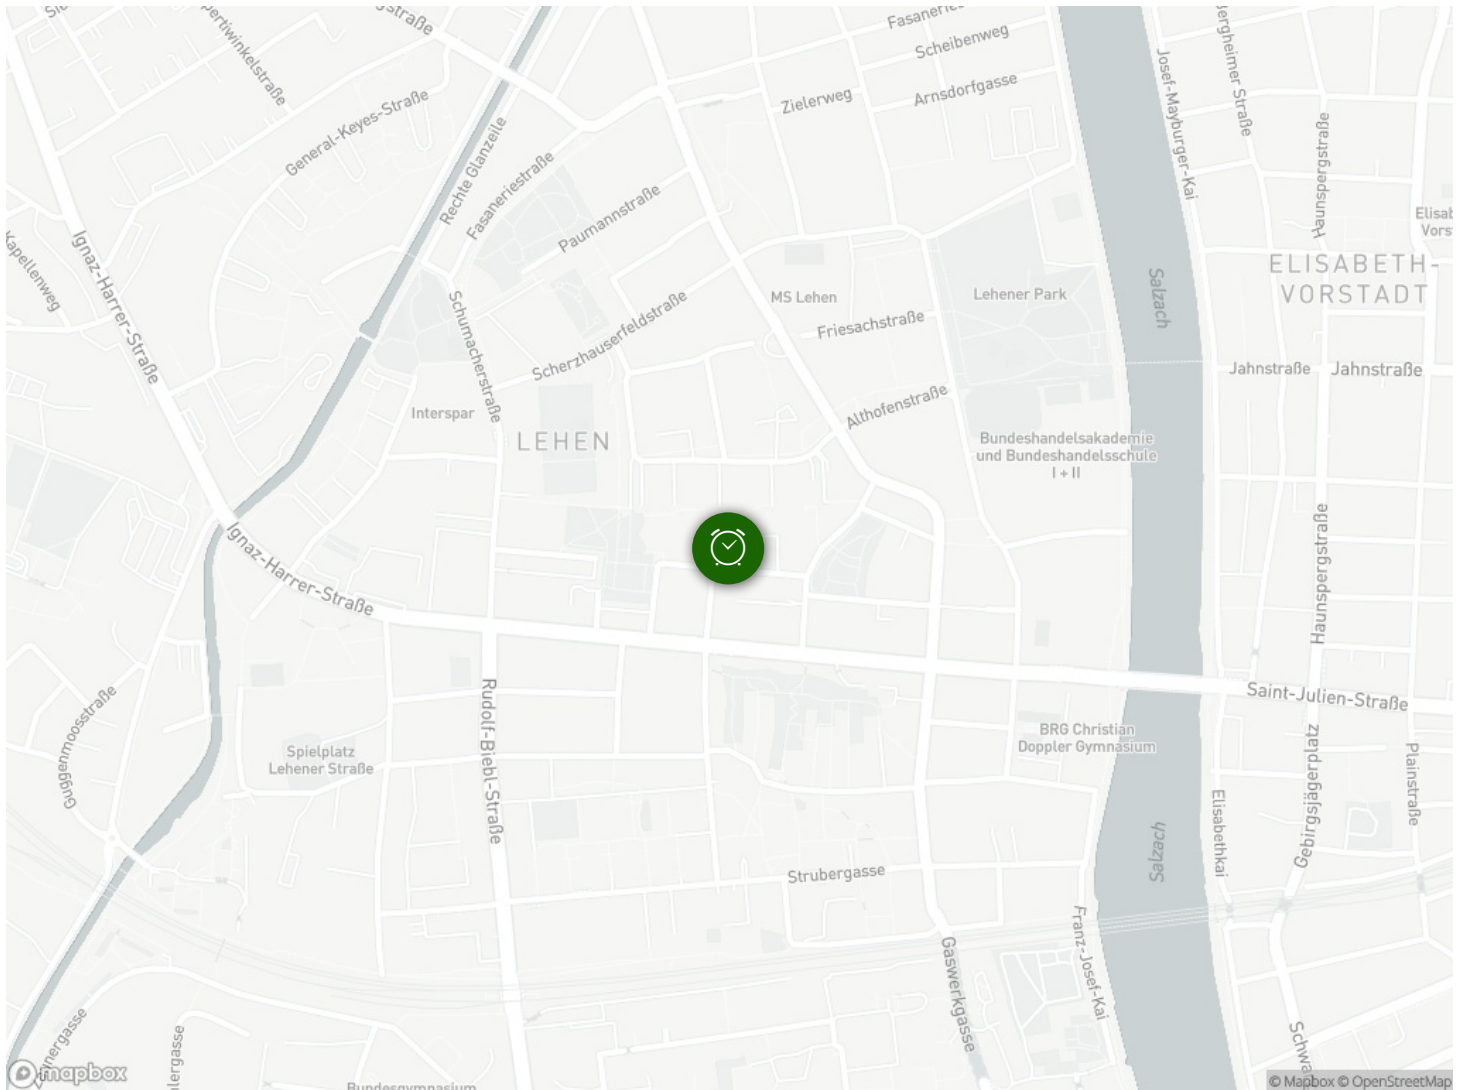 Fasanerie
Scheibenweg
Zielerweg
Arnsdorfgasse
Josef-Mayburger-Kai
Bergheimer Straße
Haunspergstraße
General-Keyes-Straße
Rechte Glanzeile
Fasaneriestraße
Paumannstraße
Kapellenweg
Ignaz-Harrer-Straße
Schumacherstraße
Scherzhauserfeldstraße
MS Lehen
Friesachstraße
Lehener Park
Salzach
ELISABETH-
VORSTADT
Jahnstraße
Jahnstraße
Interspar
LEHEN
Althofenstraße
Bundeshandelsakademie
und Bundeshandelsschule
I + II
Ignaz-Harrer-Straße
Haunspergstraße
Saint-Julien-Straße
Guggenmoosstraße
Spielplatz
Lehener Straße
Rudolf-Biebl-Straße
BRG Christian
Doppler Gymnasium
Gebirgsjägerplatz
Plainstraße
Elisabethkai
Salzach
Strubergasse
Gaswerkgasse
Franz-Josef-Kai
Bundesgymnasium
mapbox
© Mapbox © OpenStreetMap